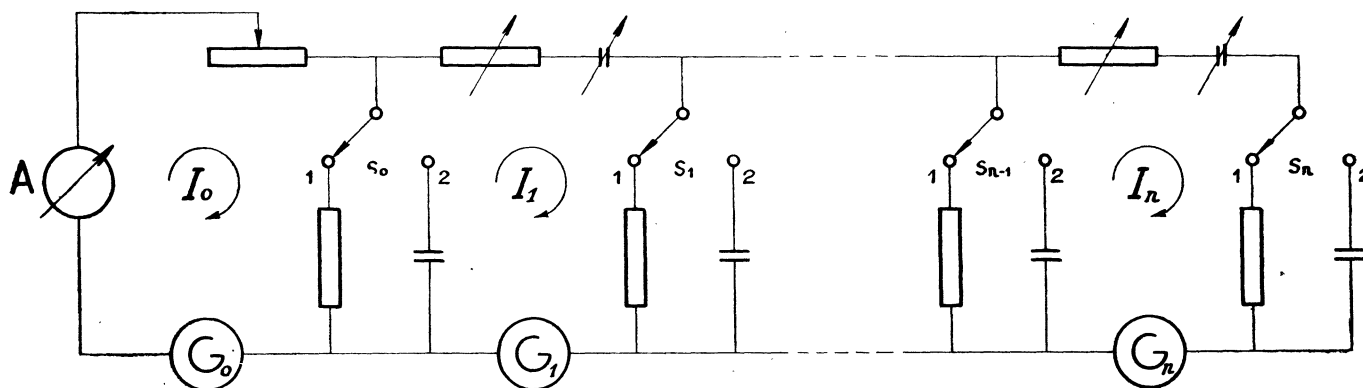 A I₀ I₁ Iₙ
1 S₀ 2 1 S₁ 2 1 Sₙ₋₁ 2 1 Sₙ 2
G₀ G₁ Gₙ